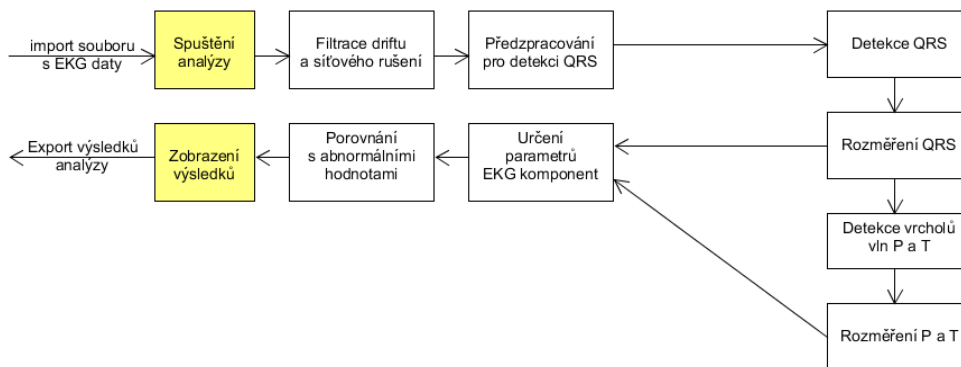 import souboru
s EKG daty
Spuštění
analýzy
Filtrace driftu
a síťového rušení
Předzpracování
pro detekci QRS
Detekce QRS
Export výsledků
analýzy
Zobrazení
výsledků
Porovnání
s abnormálními
hodnotami
Určení
parametrů
EKG komponent
Rozměření QRS
Detekce vrcholů
vln P a T
Rozměření P a T